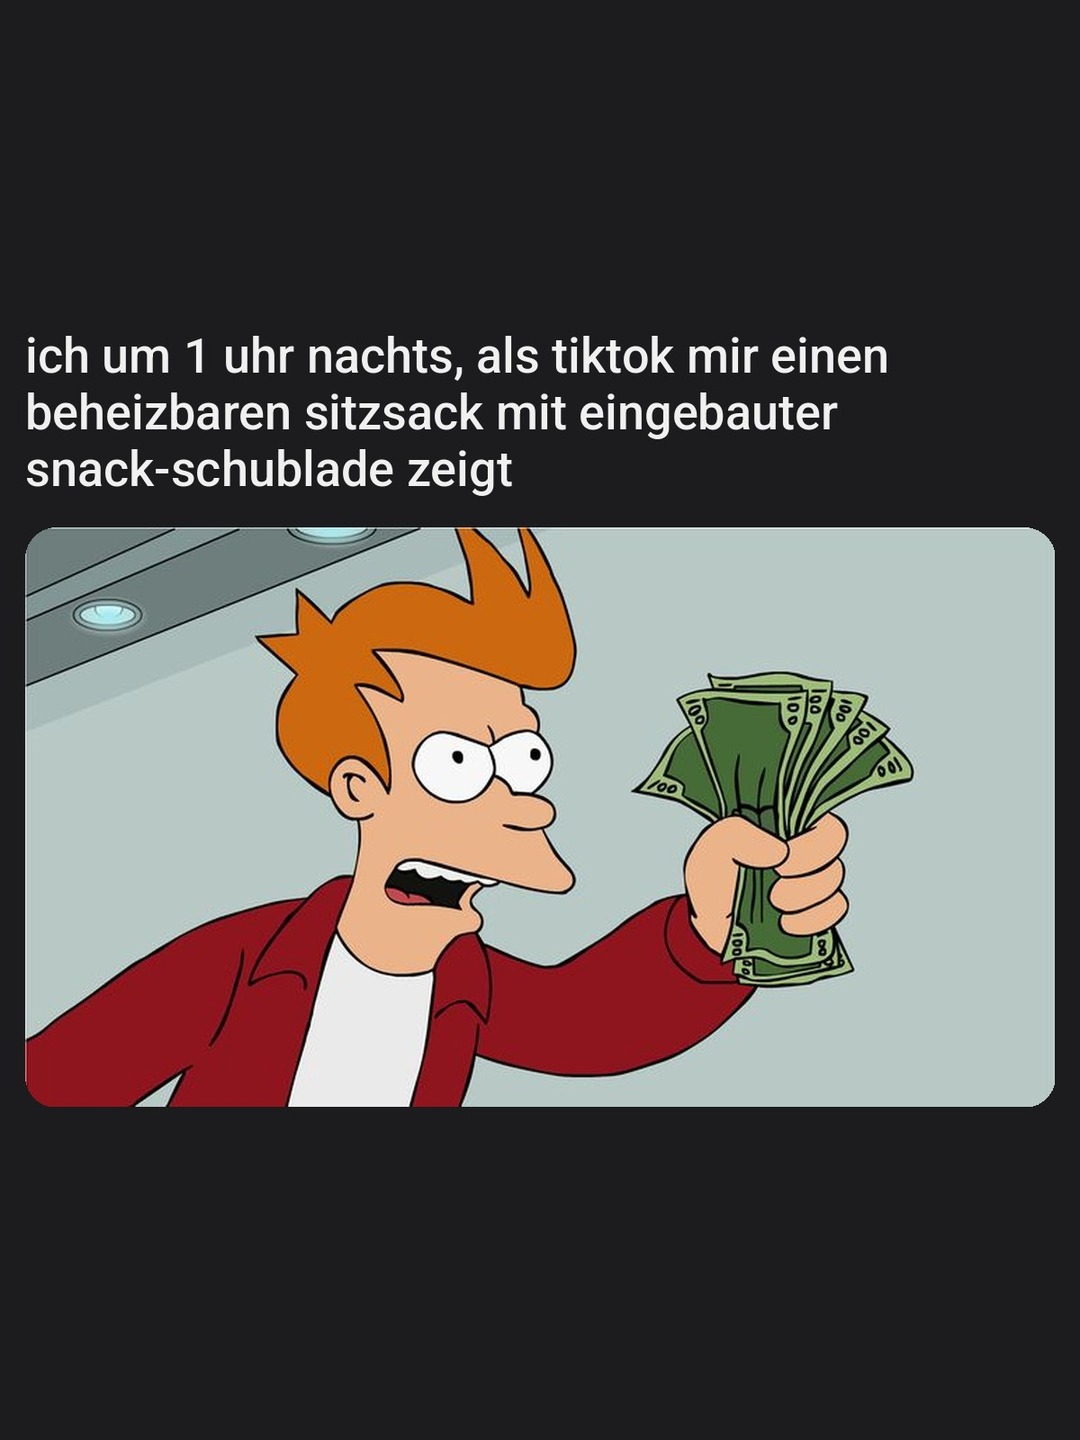 ich um 1 uhr nachts, als tiktok mir einen
beheizbaren sitzsack mit eingebauter
snack-schublade zeigt